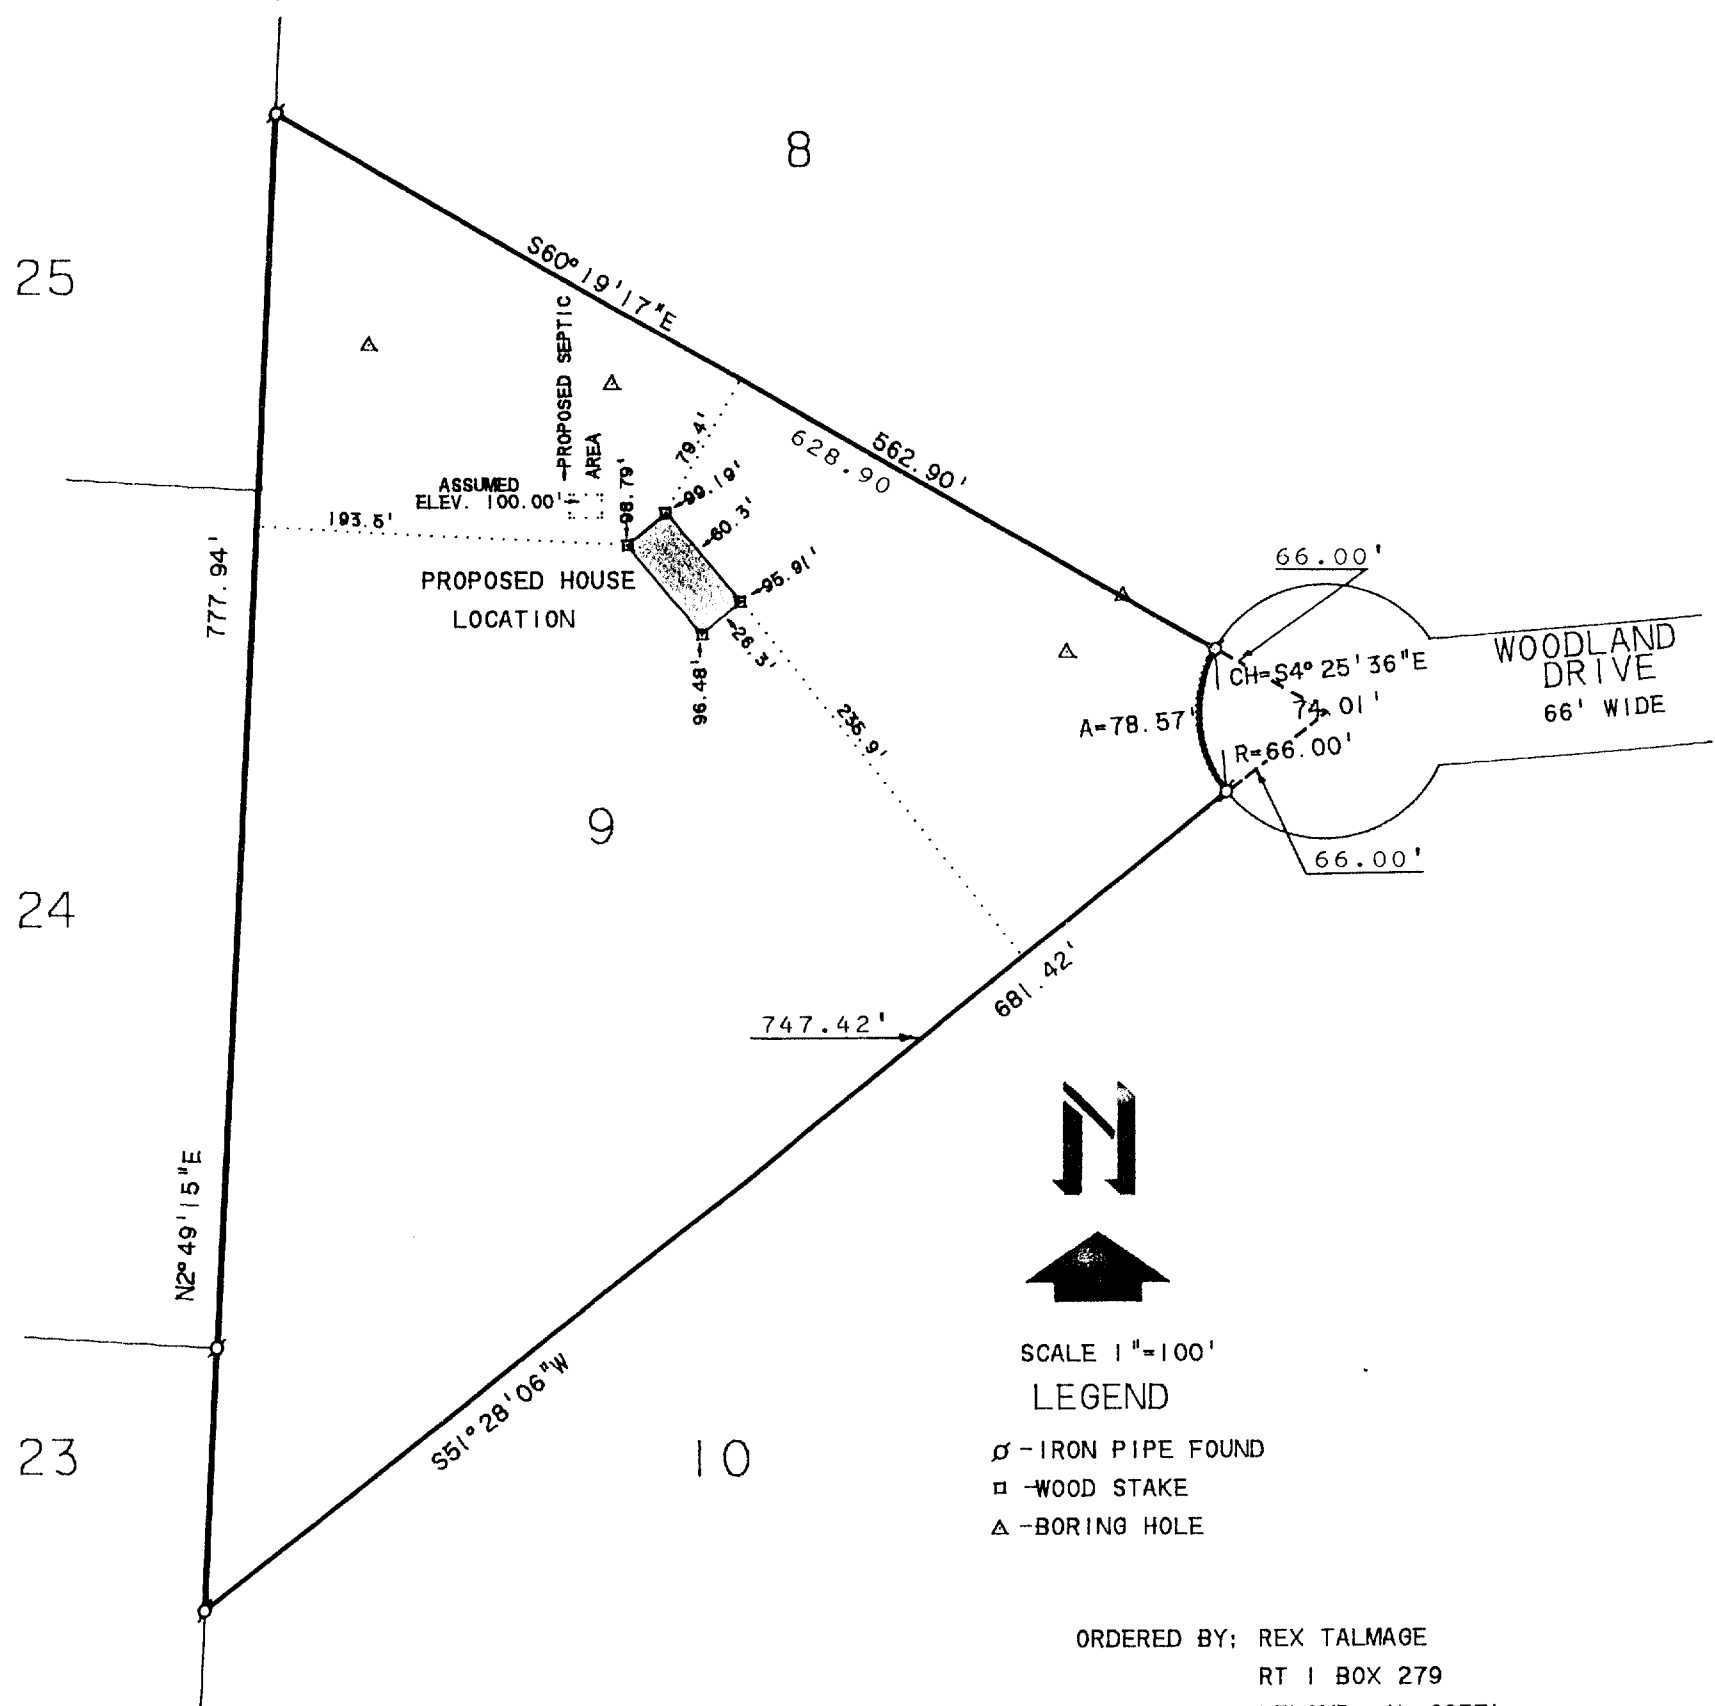 8
25
S60°19'17"E
PROPOSED SEPTIC
AREA
79.4'
562.90'
628.90
99.19'
98.79'
ASSUMED
ELEV. 100.00'
193.5'
60.3'
95.91'
66.00'
PROPOSED HOUSE
LOCATION
26.3'
96.48'
777.94'
WOODLAND
DRIVE
66' WIDE
CH=S4°25'36"E
74.01'
A=78.57'
R=66.00'
235.9'
9
66.00'
24
681.42'
747.42'
N
N2°49'15"E
SCALE 1"=100'
LEGEND
S51°28'06"W
-IRON PIPE FOUND
-WOOD STAKE
-BORING HOLE
23
10
ORDERED BY: REX TALMAGE
RT 1 BOX 279